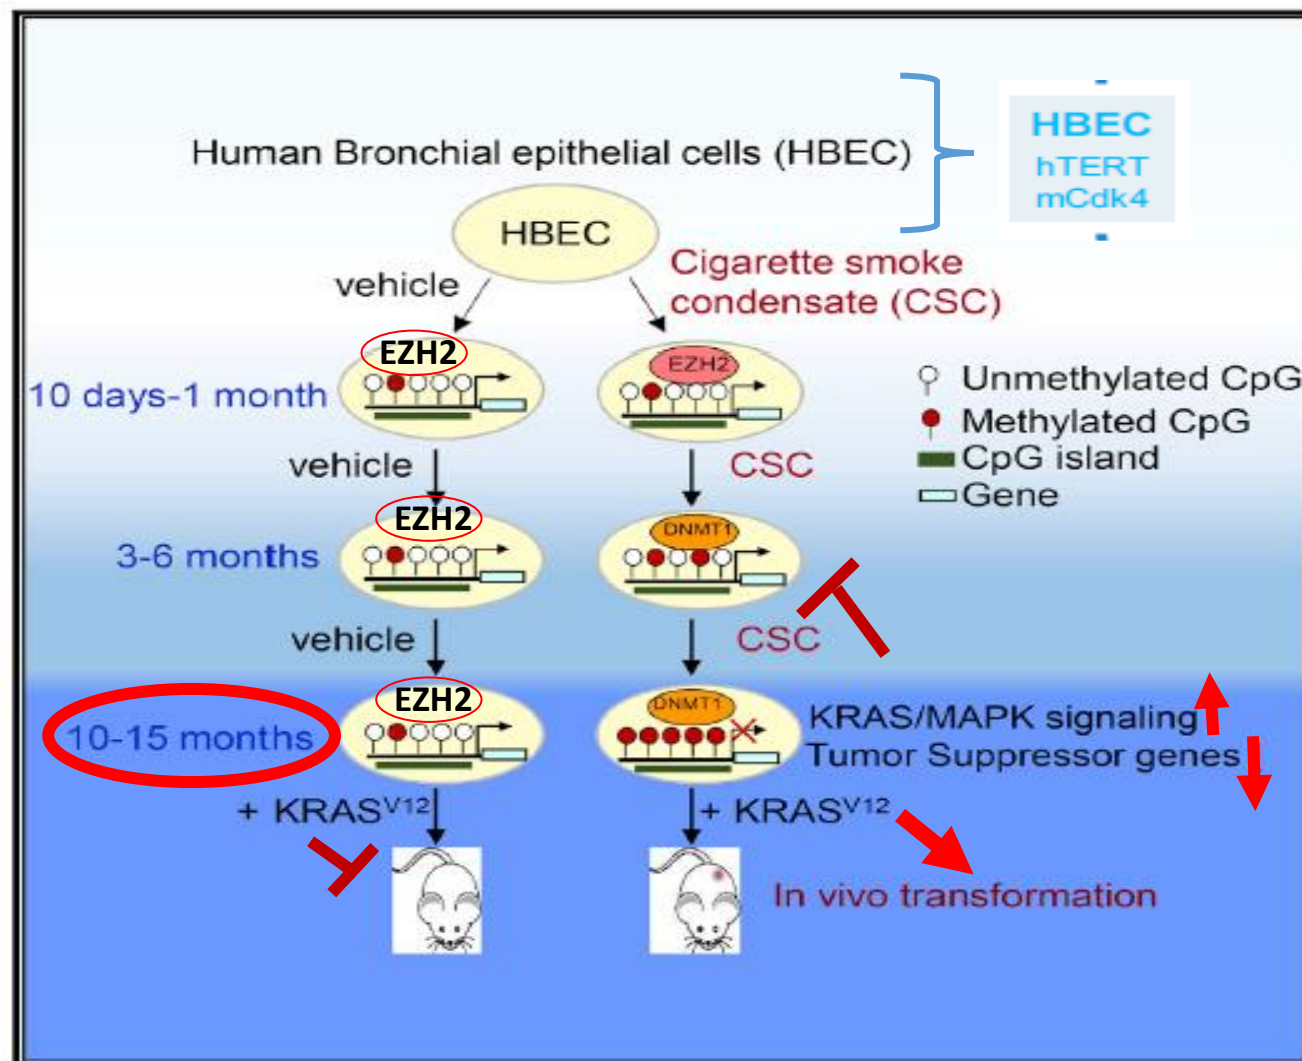 Human Bronchial epithelial cells (HBEC)
HBEC
hTERT
mCdk4
HBEC
vehicle
Cigarette smoke
condensate (CSC)
EZH2
EZH2
10 days-1 month
Unmethylated CpG
Methylated CpG
CpG island
Gene
vehicle
CSC
EZH2
DNMT1
3-6 months
vehicle
CSC
EZH2
DNMT1
10-15 months
KRAS/MAPK signaling
Tumor Suppressor genes
+ KRASV12
+ KRASV12
In vivo transformation